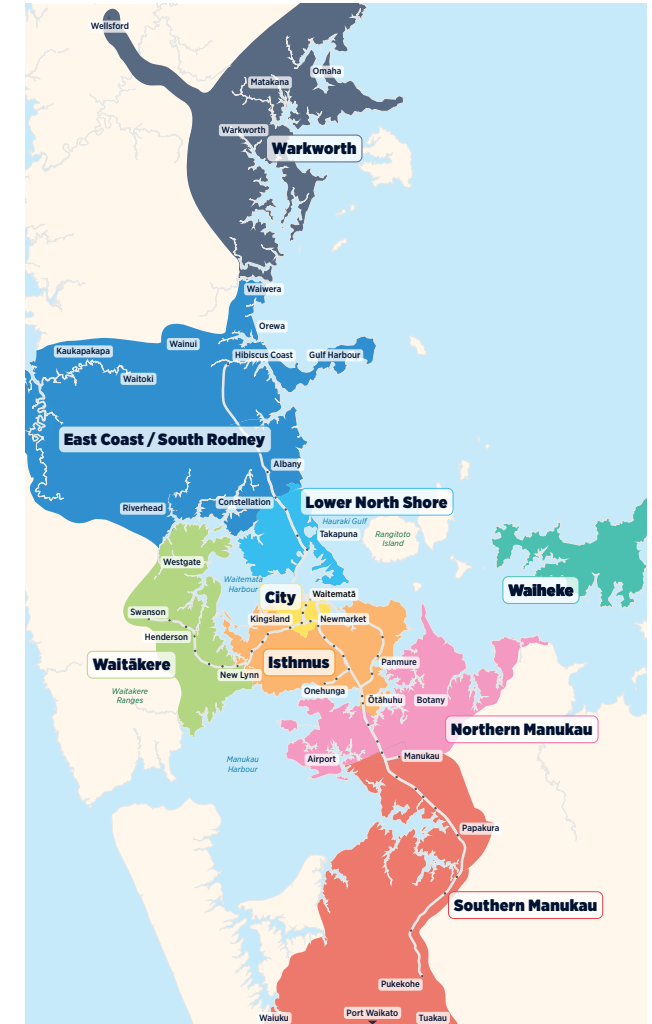 Wellsford
Omaha
Matakana
Warkworth
Warkworth
Waiwera
Orewa
Wainui
Kaukapakapa
Hibiscus Coast
Gulf Harbour
Waitoki
East Coast / South Rodney
Albany
Constellation
Lower North Shore
Riverhead
Hauraki Gulf
Takapuna
Rangitoto
Island
Westgate
Waitematā
Harbour
Waiheke
City
Waitematā
Swanson
Kingsland
Newmarket
Henderson
Waitākere
Isthmus
Panmure
New Lynn
Onehunga
Waitakere
Ranges
Ōtāhuhu
Botany
Northern Manukau
Airport
Manukau
Manukau
Harbour
Papakura
Southern Manukau
Pukekohe
Waiuku
Port Waikato
Tuakau